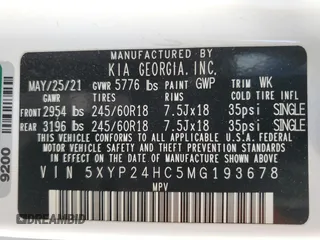 MFD. BY
KIA GEORGIA, INC.
MAY/25/21 GVWR 5776 lbs PAINT GWP TRIM WK
GAWR TIRES RIMS COLD TIRE INFL
FRONT 2954 lbs 245/60R18 7.5Jx18 35psi SINGLE
REAR 3196 lbs 245/60R18 7.5Jx18 35psi SINGLE
THIS VEHICLE CONFORMS TO ALL APPLICABLE U.S. FEDERAL
MOTOR VEHICLE SAFETY AND THEFT PREVENTION STANDARDS
IN EFFECT ON THE DATE OF MANUFACTURE SHOWN ABOVE.
VIN 5XYP24HC5MG193678
MPV
9200
© AUTOBIDMASTER